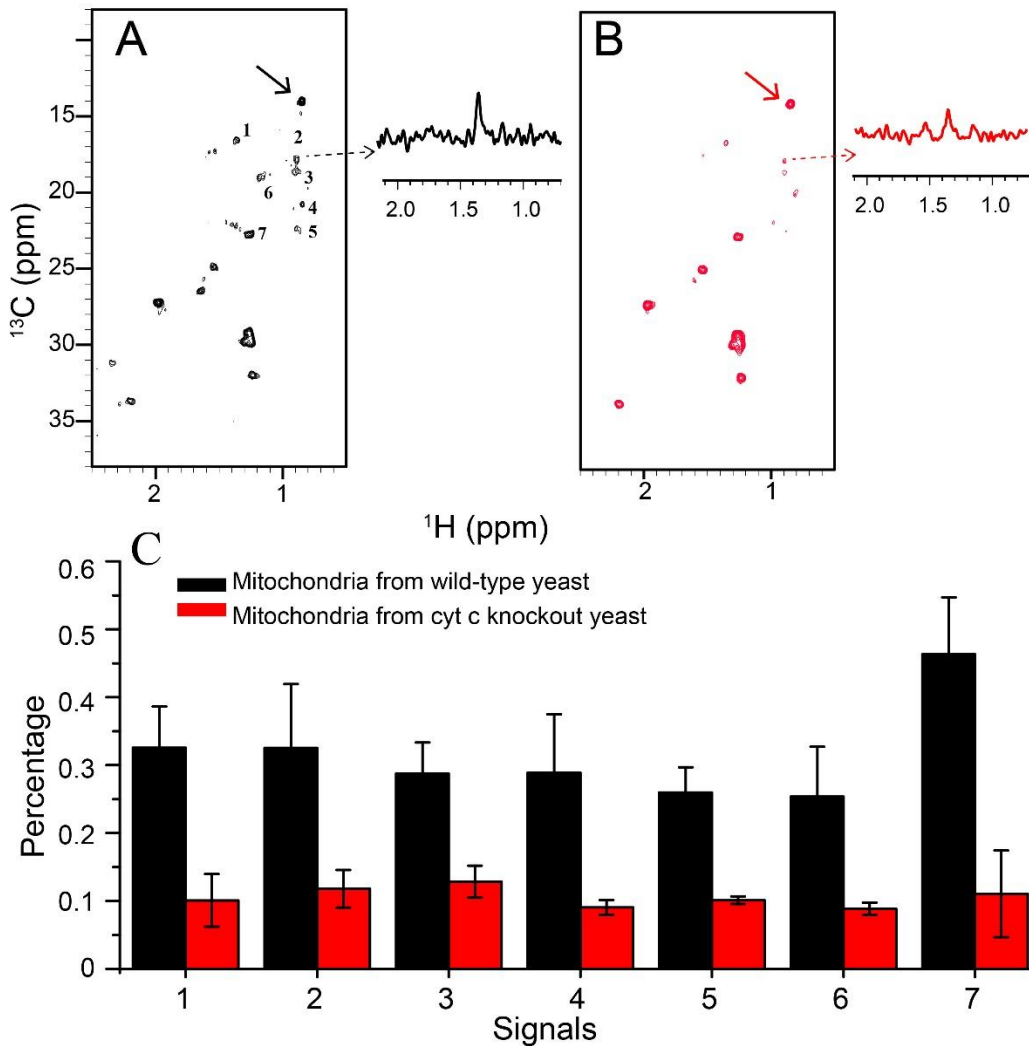 A
B
1
2
3
4
5
6
7
15
20
25
30
35
¹³C (ppm)
2.0 1.5 1.0
2.0 1.5 1.0
2 1
2 1
¹H (ppm)
C
Mitochondria from wild-type yeast
Mitochondria from cyt c knockout yeast
0.6
0.5
0.4
0.3
0.2
0.1
0
Percentage
1 2 3 4 5 6 7
Signals